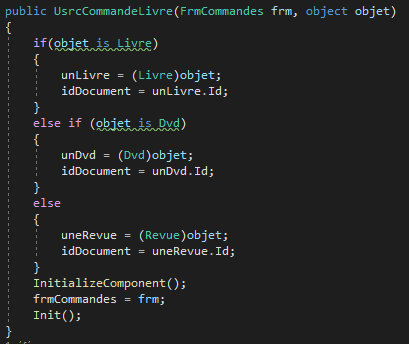 public UsrcCommandeLivre(FrmCommandes frm, object objet)
{
if(objet is Livre)
{
unLivre = (Livre)objet;
idDocument = unLivre.Id;
}
else if (objet is Dvd)
{
unDvd = (Dvd)objet;
idDocument = unDvd.Id;
}
else
{
uneRevue = (Revue)objet;
idDocument = uneRevue.Id;
}
InitializeComponent();
frmCommandes = frm;
Init();
}